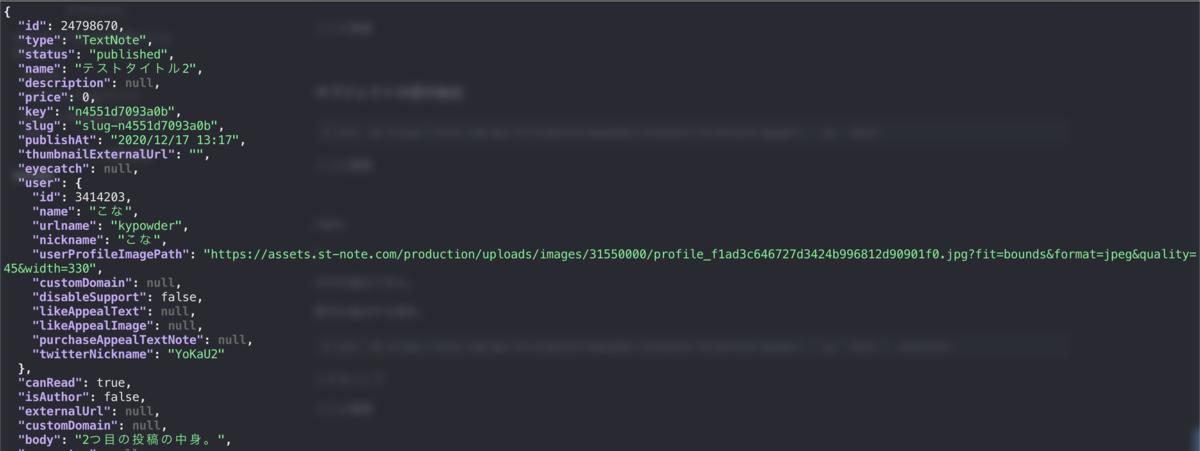 {
"id": 24798670,
"type": "TextNote",
"status": "published",
"name": "テストタイトル2",
"description": null,
"price": 0,
"key": "n4551d7093a0b",
"slug": "slug-n4551d7093a0b",
"publishAt": "2020/12/17 13:17",
"thumbnailExternalUrl": "",
"eyecatch": null,
"user": {
"id": 3414203,
"name": "こな",
"urlname": "kypowder",
"nickname": "こな",
"userProfileImagePath": "https://assets.st-note.com/production/uploads/images/31550000/profile_f1ad3c646727d3424b996812d90901f0.jpg?fit=bounds&format=jpeg&quality=
45&width=330",
"customDomain": null,
"disableSupport": false,
"likeAppealText": null,
"likeAppealImage": null,
"purchaseAppealTextNote": null,
"twitterNickname": "YoKaU2"
},
"canRead": true,
"isAuthor": false,
"externalUrl": null,
"customDomain": null,
"body": "2つ目の投稿の中身。",